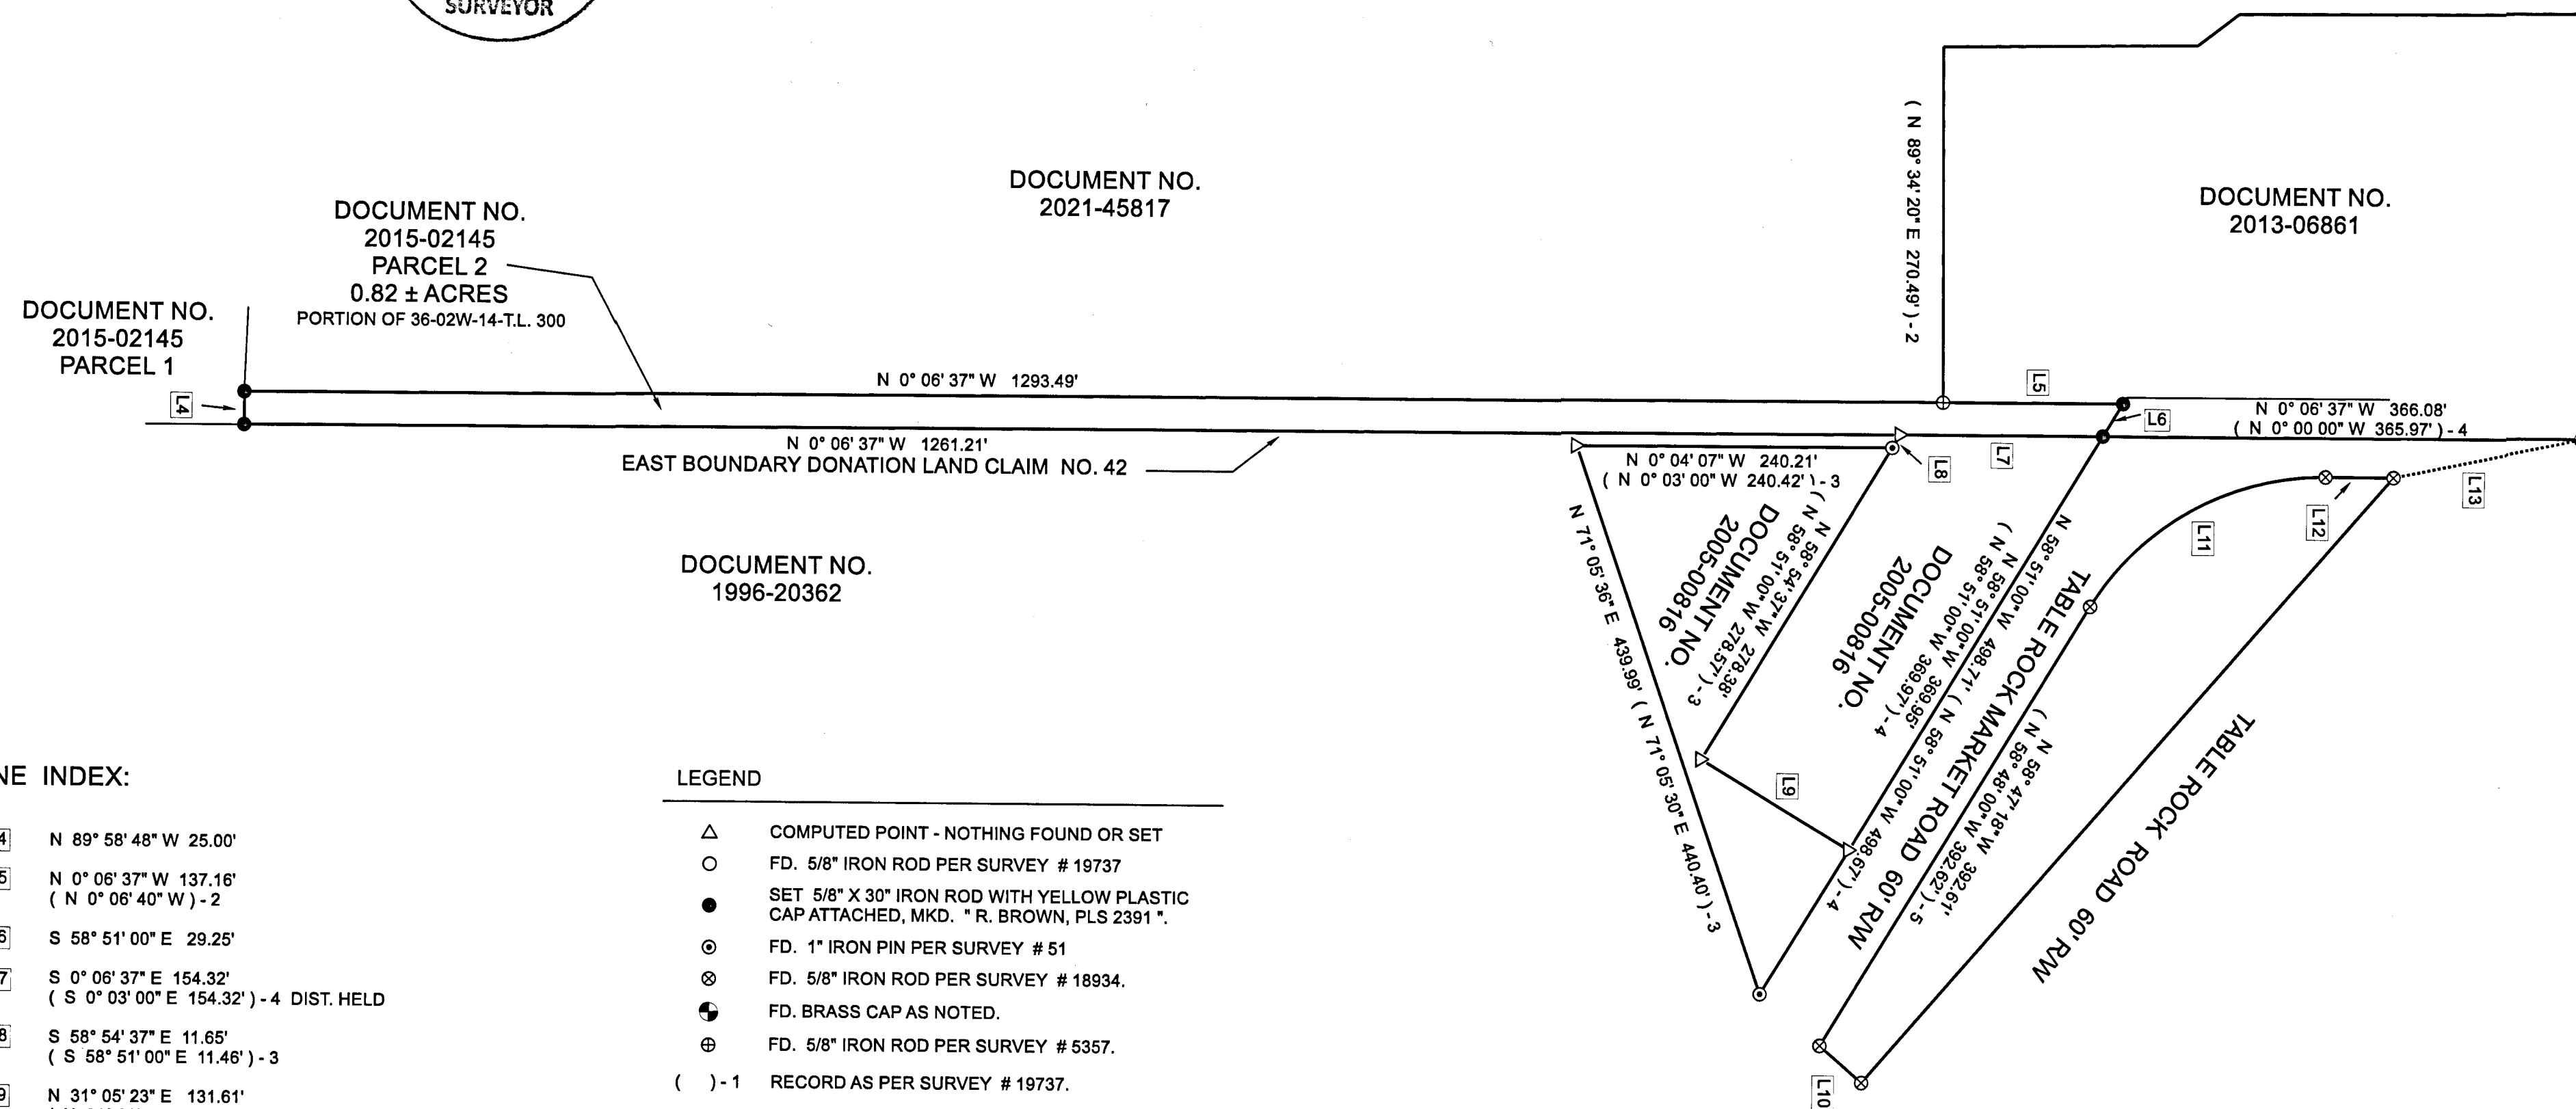 SURVEYOR
DOCUMENT NO.
2021-45817
DOCUMENT NO.
2015-02145
PARCEL 2
0.82 ± ACRES
PORTION OF 36-02W-14-T.L. 300
DOCUMENT NO.
2015-02145
PARCEL 1
L4
( N 89° 34' 20" E 270.49' ) - 2
DOCUMENT NO.
2013-06861
N 0° 06' 37" W 1293.49'
L5
L6
N 0° 06' 37" W 366.08'
( N 0° 00' 00" W 365.97' ) - 4
N 0° 06' 37" W 1261.21'
EAST BOUNDARY DONATION LAND CLAIM NO. 42
N 0° 04' 07" W 240.21'
( N 0° 03' 00" W 240.42' ) - 3
L8
L7
L13
L12
L11
DOCUMENT NO.
1996-20362
N 71° 05' 36" E 439.99' ( N 71° 05' 30" E 440.40' ) - 3
DOCUMENT NO.
2005-00816
N 58° 54' 37" W 278.38'
( N 58° 51' 00" W 278.57' ) - 3
DOCUMENT NO.
2005-00816
N 58° 51' 00" W 369.95'
( N 58° 51' 00" W 369.97' ) - 4
N 58° 51' 00" W 498.71' ( N 58° 51' 00" W 498.67' ) - 4
TABLE ROCK MARKET ROAD 60' R/W
N 58° 47' 18" W 392.61'
( N 58° 48' 00" W 392.62' ) - 5
TABLE ROCK ROAD 60' R/W
L9
L10
INDEX:
N 89° 58' 48" W 25.00'
N 0° 06' 37" W 137.16'
( N 0° 06' 40" W ) - 2
S 58° 51' 00" E 29.25'
S 0° 06' 37" E 154.32'
( S 0° 03' 00" E 154.32' ) - 4 DIST. HELD
S 58° 54' 37" E 11.65'
( S 58° 51' 00" E 11.46' ) - 3
N 31° 05' 23" E 131.61'
LEGEND
COMPUTED POINT - NOTHING FOUND OR SET
FD. 5/8" IRON ROD PER SURVEY # 19737
SET 5/8" X 30" IRON ROD WITH YELLOW PLASTIC
CAP ATTACHED, MKD. " R. BROWN, PLS 2391 ".
FD. 1" IRON PIN PER SURVEY # 51
FD. 5/8" IRON ROD PER SURVEY # 18934.
FD. BRASS CAP AS NOTED.
FD. 5/8" IRON ROD PER SURVEY # 5357.
( ) - 1 RECORD AS PER SURVEY # 19737.